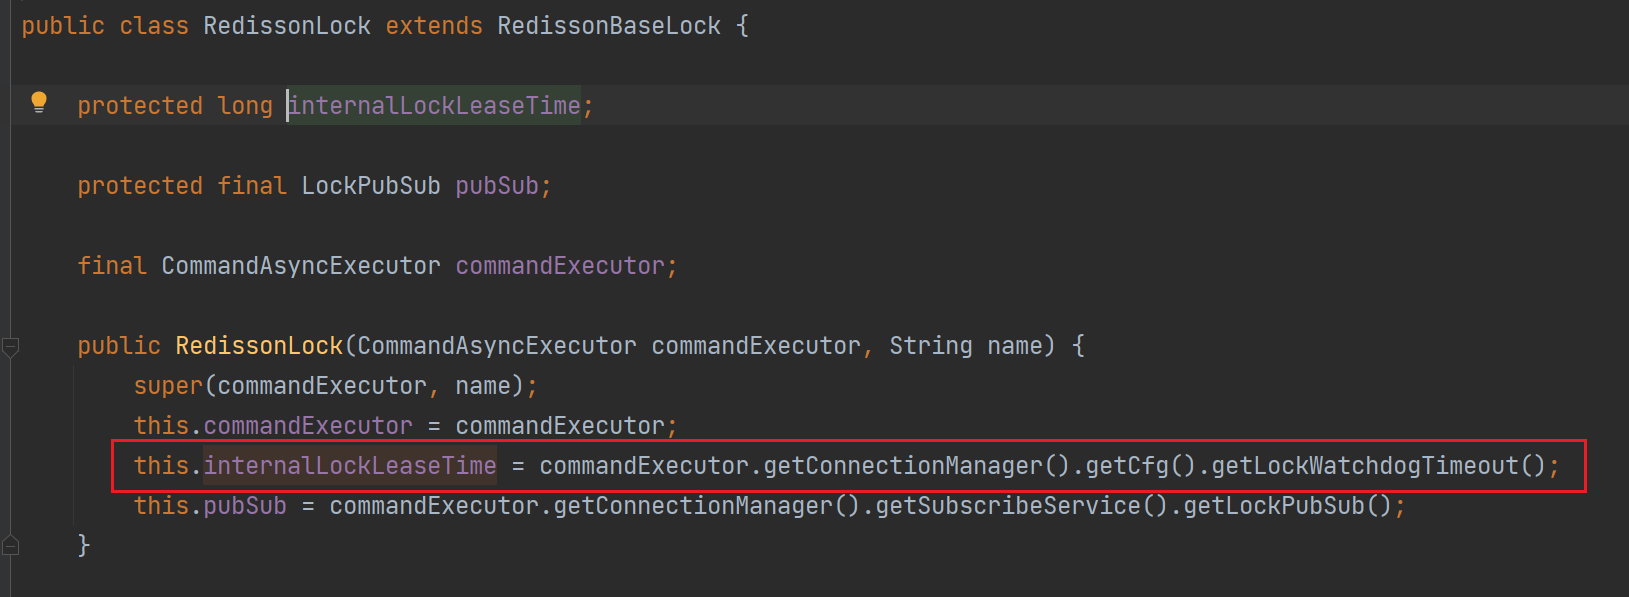 public class RedissonLock extends RedissonBaseLock {
protected long internalLockLeaseTime;
protected final LockPubSub pubSub;
final CommandAsyncExecutor commandExecutor;
public RedissonLock(CommandAsyncExecutor commandExecutor, String name) {
super(commandExecutor, name);
this.commandExecutor = commandExecutor;
this.internalLockLeaseTime = commandExecutor.getConnectionManager().getCfg().getLockWatchdogTimeout();
this.pubSub = commandExecutor.getConnectionManager().getSubscribeService().getLockPubSub();
}